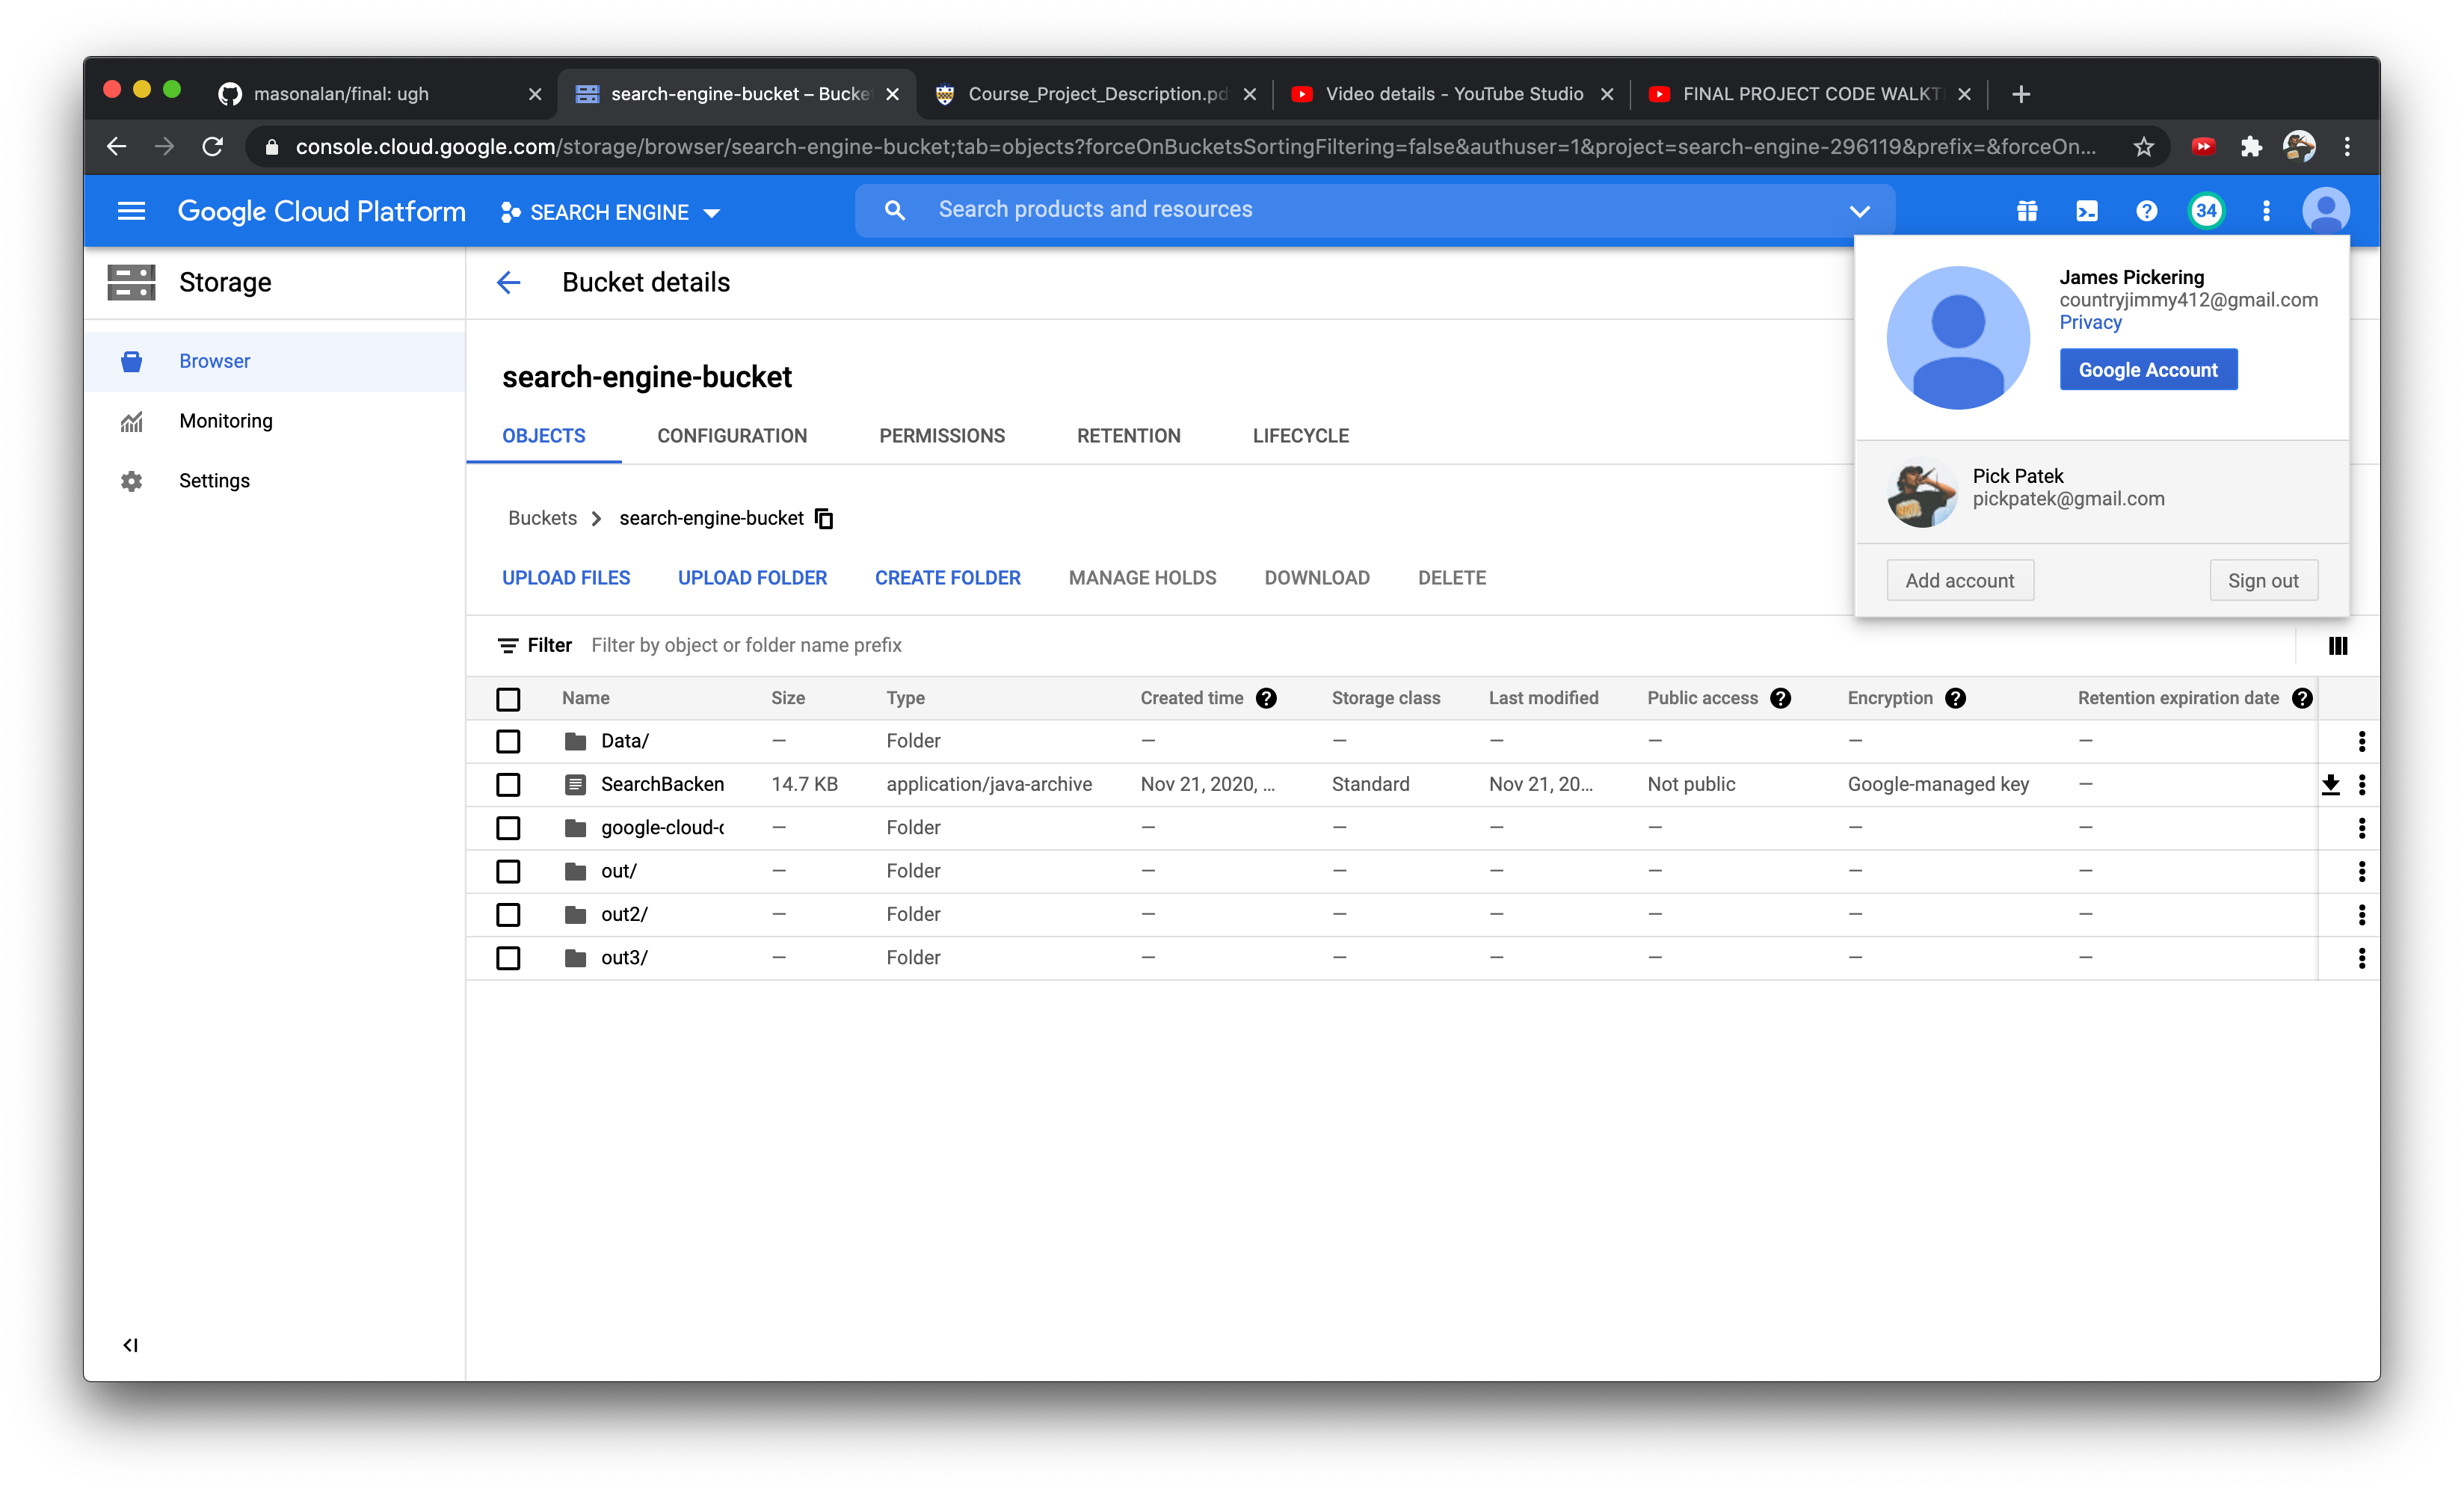 masonalan/final: ugh
search-engine-bucket – Bucke
Course_Project_Description.pd
Video details - YouTube Studio
FINAL PROJECT CODE WALKT
console.cloud.google.com/storage/browser/search-engine-bucket;tab=objects?forceOnBucketsSortingFiltering=false&authuser=1&project=search-engine-296119&prefix=&forceOn...
Google Cloud Platform
SEARCH ENGINE
Search products and resources
34
Storage
Browser
Monitoring
Settings
Bucket details
search-engine-bucket
OBJECTS CONFIGURATION PERMISSIONS RETENTION LIFECYCLE
Buckets search-engine-bucket
UPLOAD FILES UPLOAD FOLDER CREATE FOLDER MANAGE HOLDS DOWNLOAD DELETE
James Pickering
countryjimmy412@gmail.com
Privacy
Google Account
Pick Patek
pickpatek@gmail.com
Add account Sign out
Filter Filter by object or folder name prefix
Name Size Type Created time ? Storage class Last modified Public access ? Encryption ? Retention expiration date ?
Data/ — Folder — — — — — —
SearchBacken 14.7 KB application/java-archive Nov 21, 2020, ... Standard Nov 21, 20... Not public Google-managed key —
google-cloud-c — Folder — — — — — —
out/ — Folder — — — — — —
out2/ — Folder — — — — — —
out3/ — Folder — — — — — —